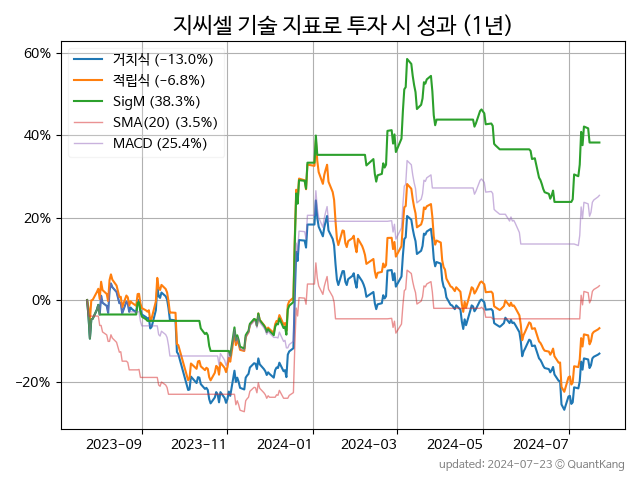 지씨셀 기술 지표로 투자 시 성과 (1년)
60%
40%
20%
0%
−20%
거치식 (−13.0%)
적립식 (−6.8%)
SigM (38.3%)
SMA(20) (3.5%)
MACD (25.4%)
2023-09 2023-11 2024-01 2024-03 2024-05 2024-07
updated: 2024-07-23 © QuantKang